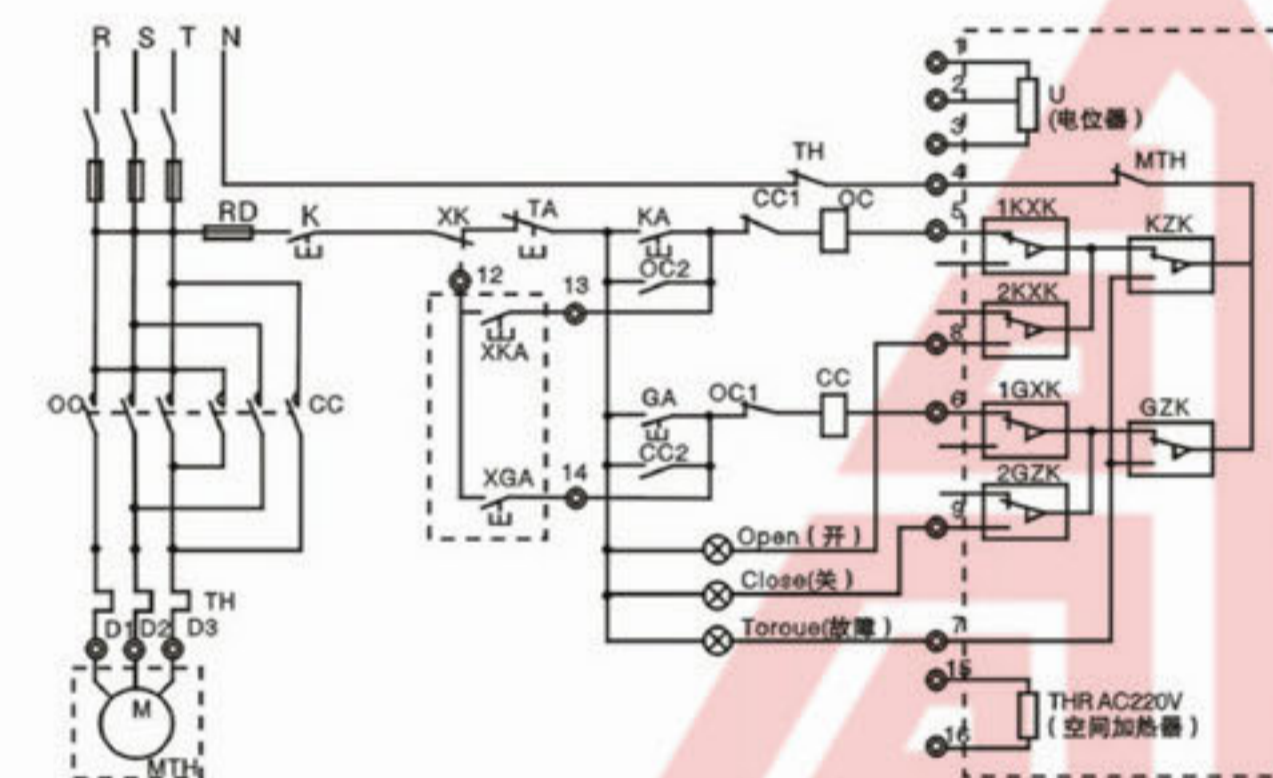 R S T N
1
2
U
(电位器)
3
TH
4
MTH
RD
K
XK
TA
KA
CC1
OC
5
1KXK
KZK
OC2
12
13
2KXK
XKA
8
OC
CC
GA
OC1
CC
6
1GXK
GZK
CC2
XGA
14
2GZK
9
Open(开)
Close(关)
TH
D1 D2 D3
Toroue(故障)
7
15
THR AC220V
(空间加热器)
16
M
MTH